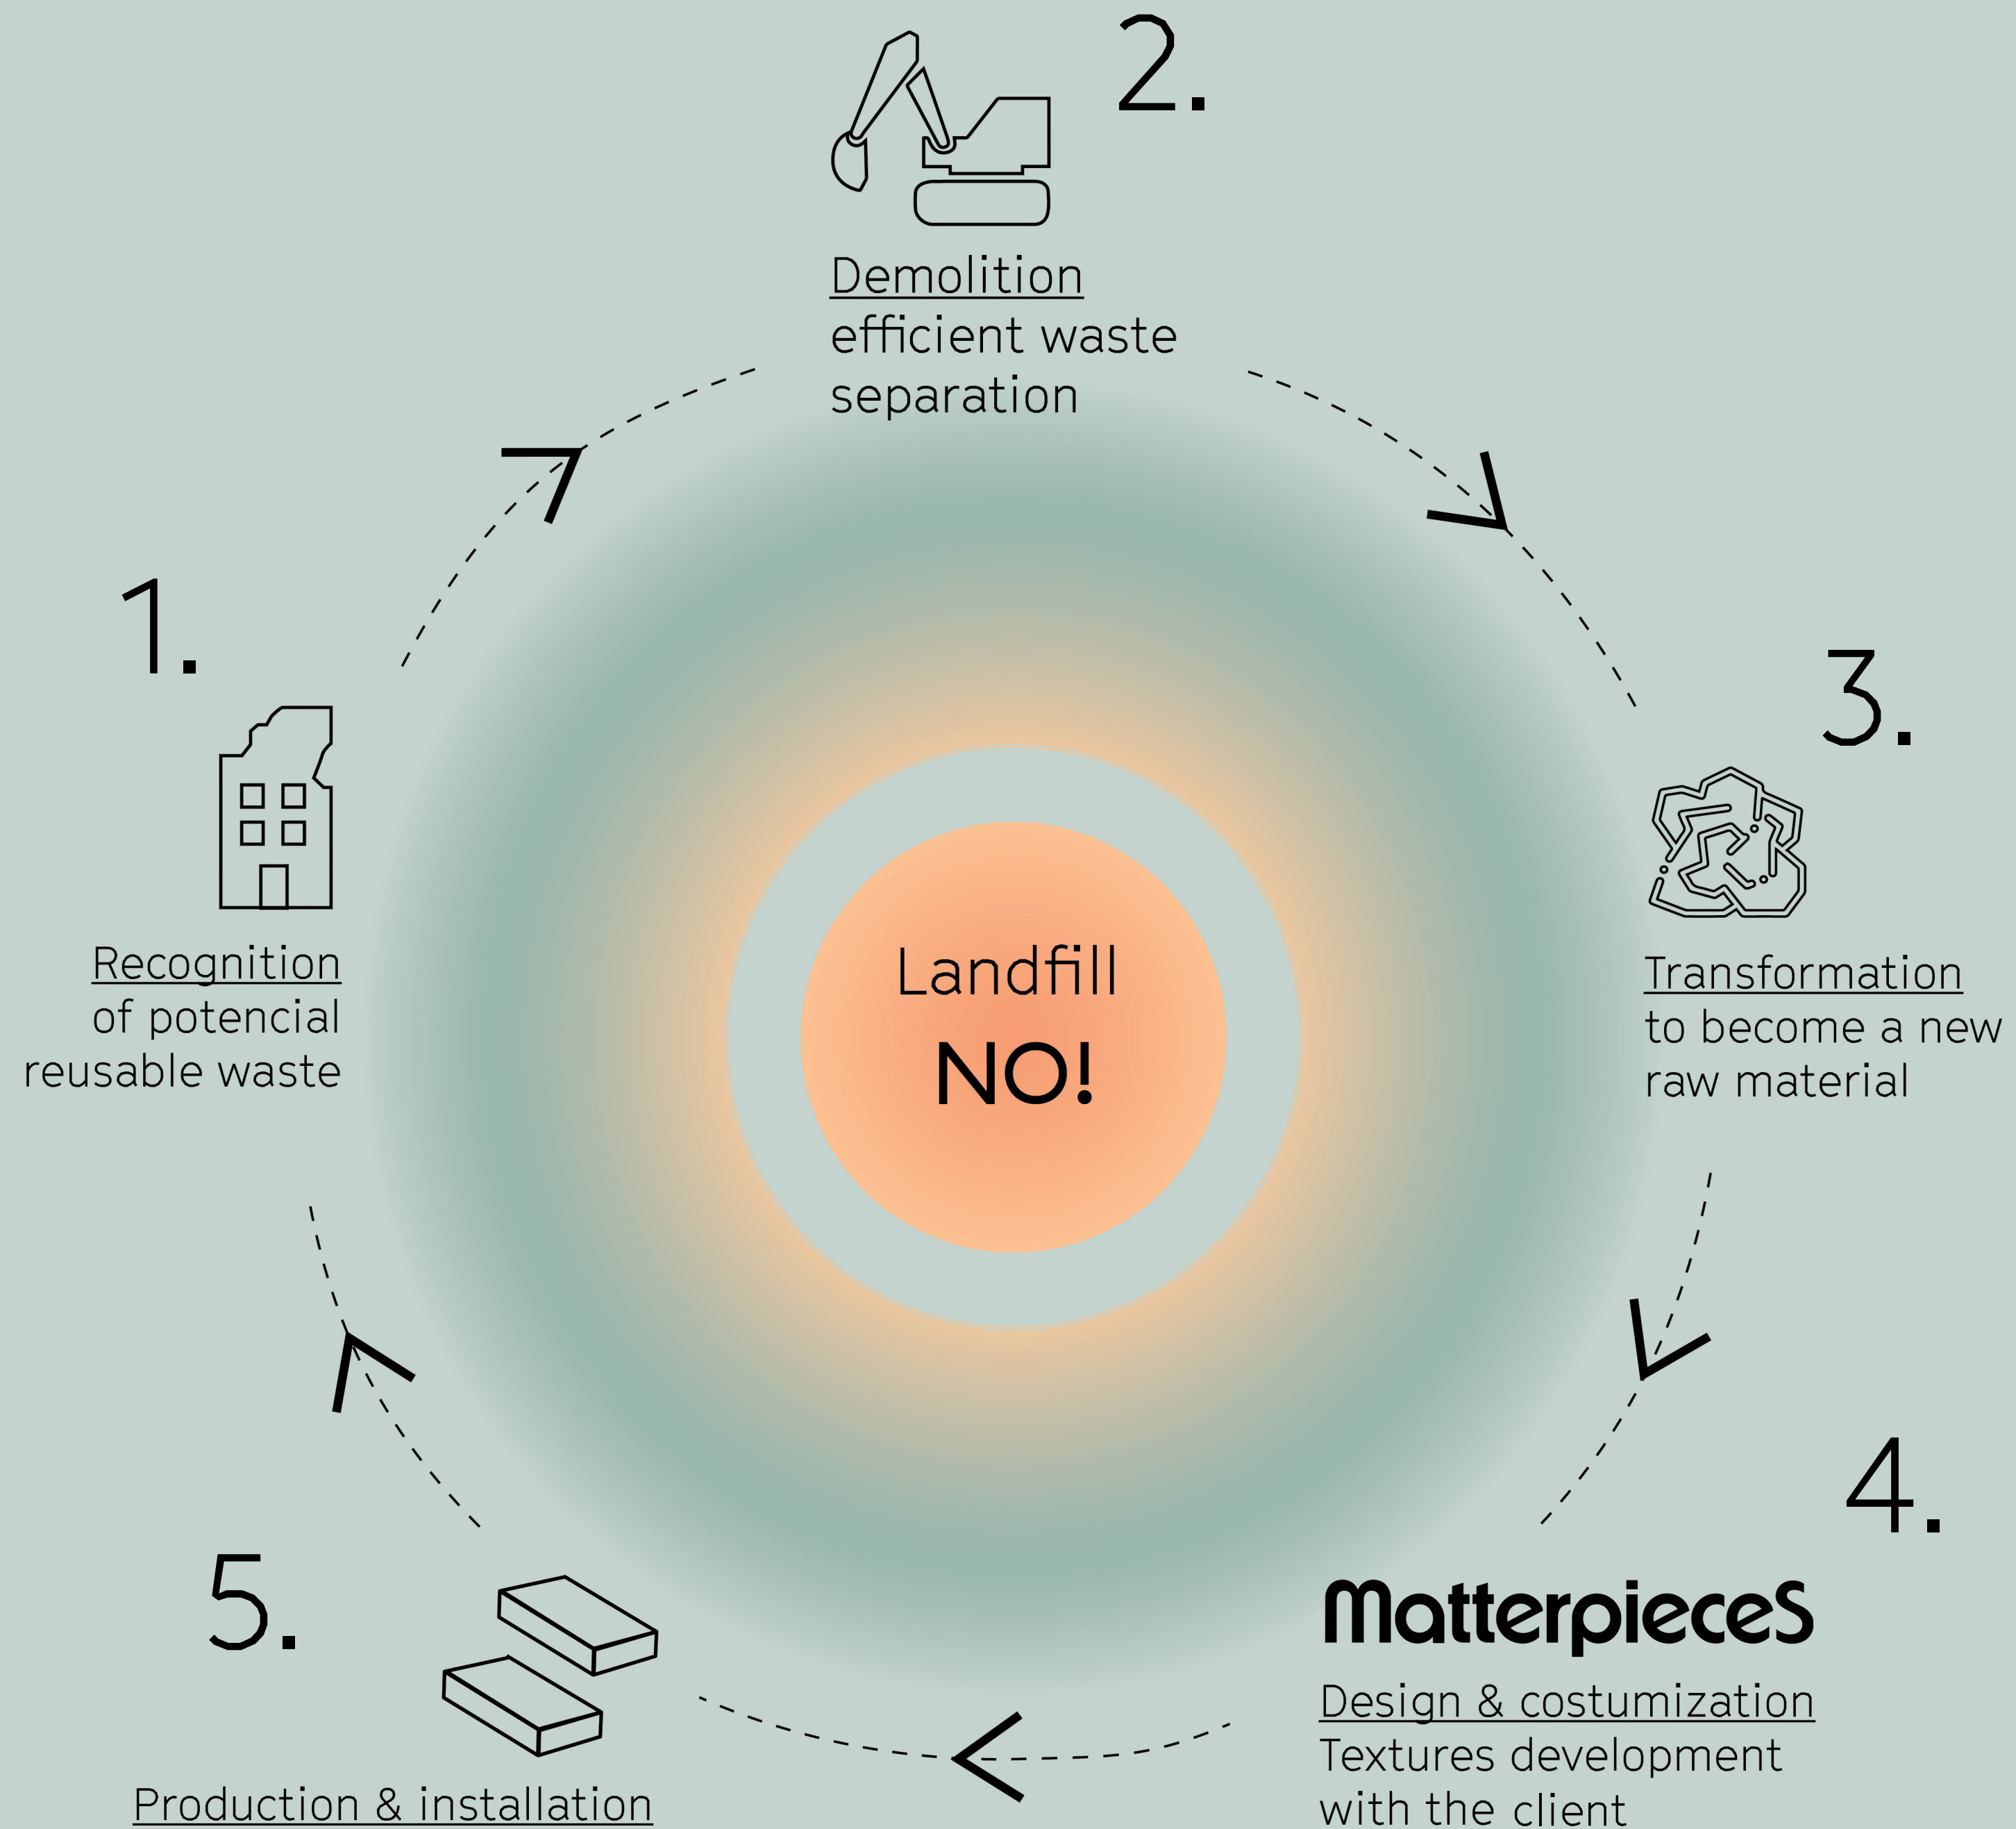 1.
Recognition
of potencial
reusable waste
2.
Demolition
efficient waste
separation
3.
Transformation
to become a new
raw material
4.
Matterpieces
Design & costumization
Textures development
with the client
5.
Production & installation
Landfill
NO!